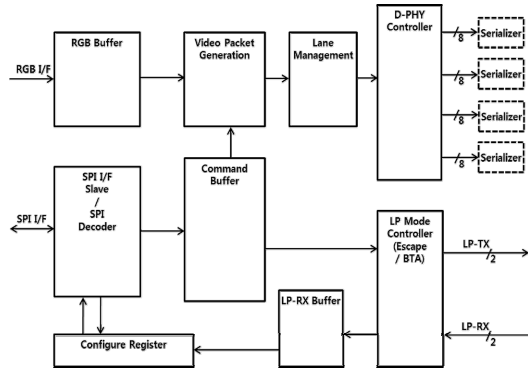 RGB I/F
RGB Buffer
Video Packet
Generation
Lane
Management
D-PHY
Controller
8
Serializer
8
Serializer
8
Serializer
8
Serializer
SPI I/F
SPI I/F
Slave
/
SPI
Decoder
Command
Buffer
LP Mode
Controller
(Escape
/ BTA)
LP-TX
2
LP-RX
2
LP-RX Buffer
Configure Register